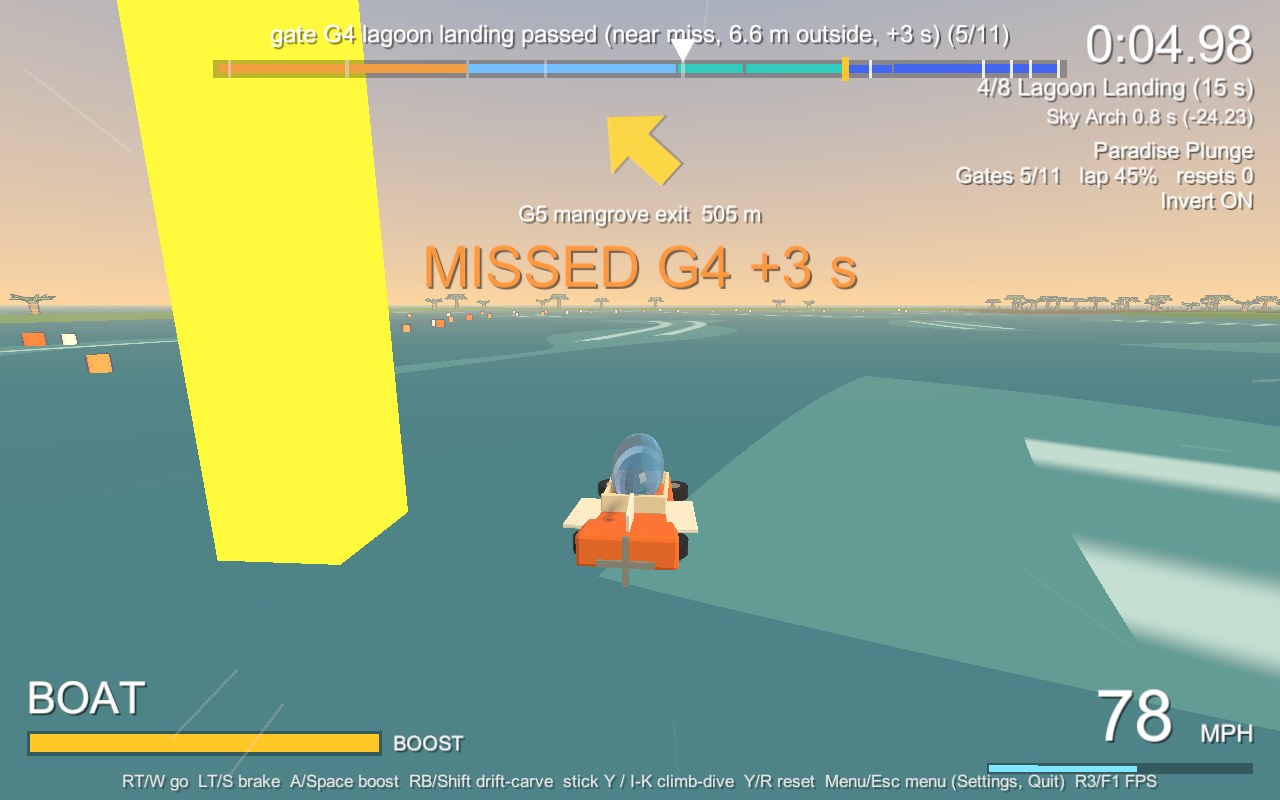 gate G4 lagoon landing passed (near miss, 6.6 m outside, +3 s) (5/11)
0:04.98
4/8 Lagoon Landing (15 s)
Sky Arch 0.8 s (-24.23)
Paradise Plunge
Gates 5/11 lap 45% resets 0
Invert ON
G5 mangrove exit 505 m
MISSED G4 +3 s
BOAT
BOOST
78 MPH
RT/W go LT/S brake A/Space boost RB/Shift drift-carve stick Y / I-K climb-dive Y/R reset Menu/Esc menu (Settings, Quit) R3/F1 FPS